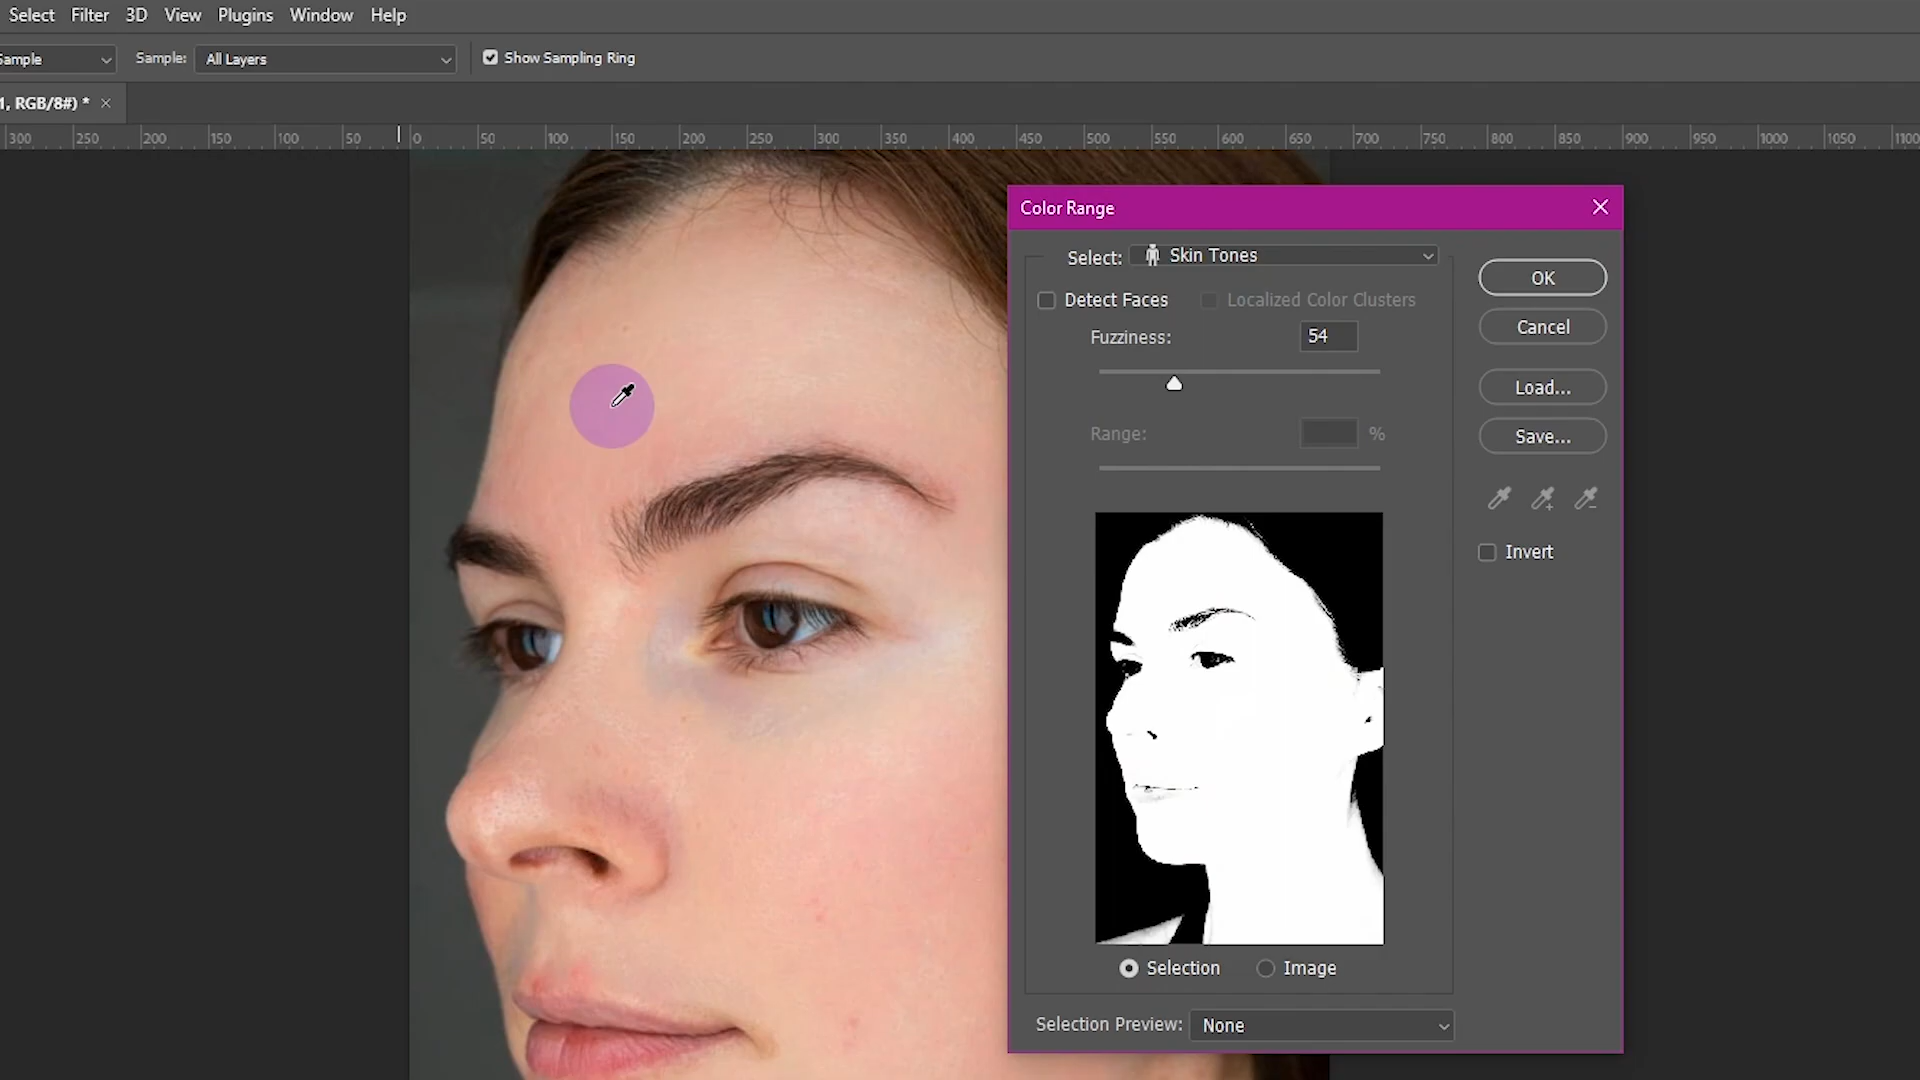 Select Filter 3D View Plugins Window Help
Sample Sample: All Layers Show Sampling Ring
1, RGB/8#) * ×
300 250 200 150 100 50 0 50 100 150 200 250 300 350 400 450 500 550 600 650 700 750 800 850 900 950 1000 1050 1100
Color Range
Select: Skin Tones
OK
Detect Faces Localized Color Clusters
Cancel
Fuzziness: 54
Load...
Range: %
Save...
Invert
Selection Image
Selection Preview: None